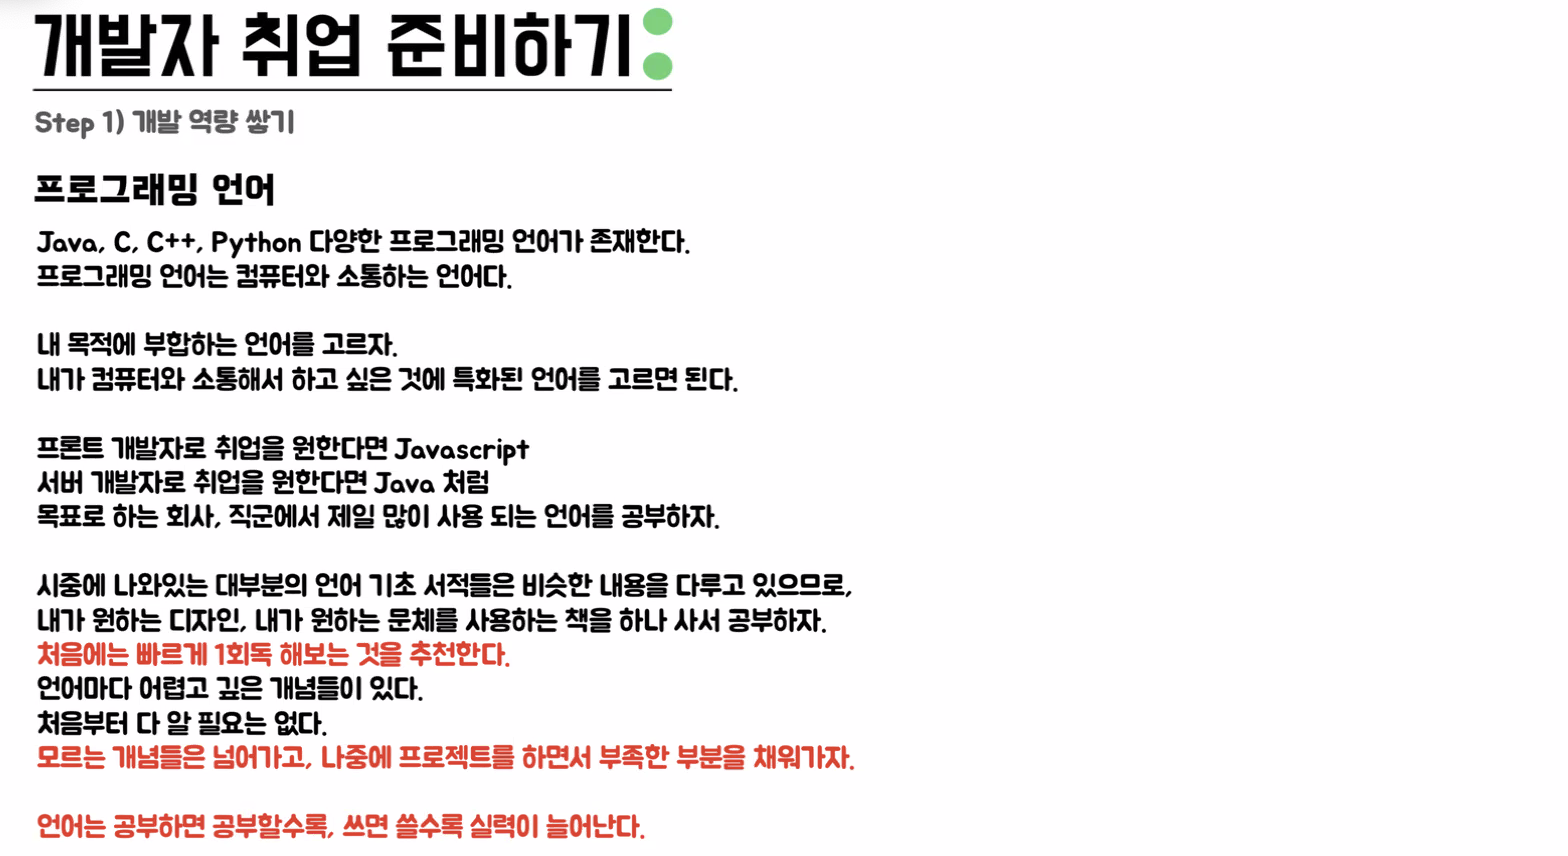 개발자 취업 준비하기:
Step 1) 개발 역량 쌓기
프로그래밍 언어
Java, C, C++, Python 다양한 프로그래밍 언어가 존재한다.
프로그래밍 언어는 컴퓨터와 소통하는 언어다.
내 목적에 부합하는 언어를 고르자.
내가 컴퓨터와 소통해서 하고 싶은 것에 특화된 언어를 고르면 된다.
프론트 개발자로 취업을 원한다면 Javascript
서버 개발자로 취업을 원한다면 Java 처럼
목표로 하는 회사, 직군에서 제일 많이 사용 되는 언어를 공부하자.
시중에 나와있는 대부분의 언어 기초 서적들은 비슷한 내용을 다루고 있으므로,
내가 원하는 디자인, 내가 원하는 문체를 사용하는 책을 하나 사서 공부하자.
처음에는 빠르게 1회독 해보는 것을 추천한다.
언어마다 어렵고 깊은 개념들이 있다.
처음부터 다 알 필요는 없다.
모르는 개념들은 넘어가고, 나중에 프로젝트를 하면서 부족한 부분을 채워가자.
언어는 공부하면 공부할수록, 쓰면 쓸수록 실력이 늘어난다.